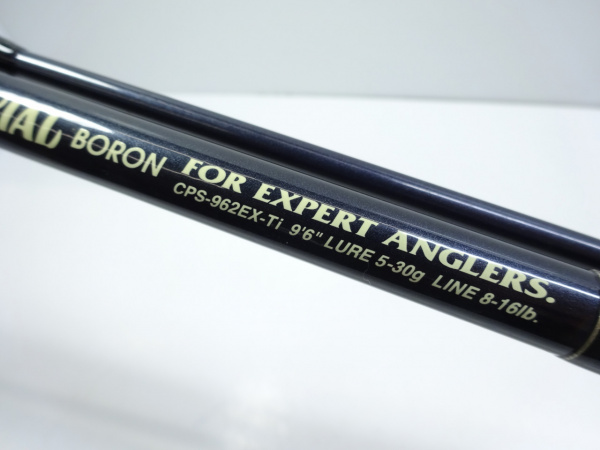 BORON FOR EXPERT ANGLERS.
CPS-962EX-Ti 9'6" LURE 5-30g LINE 8-16lb.